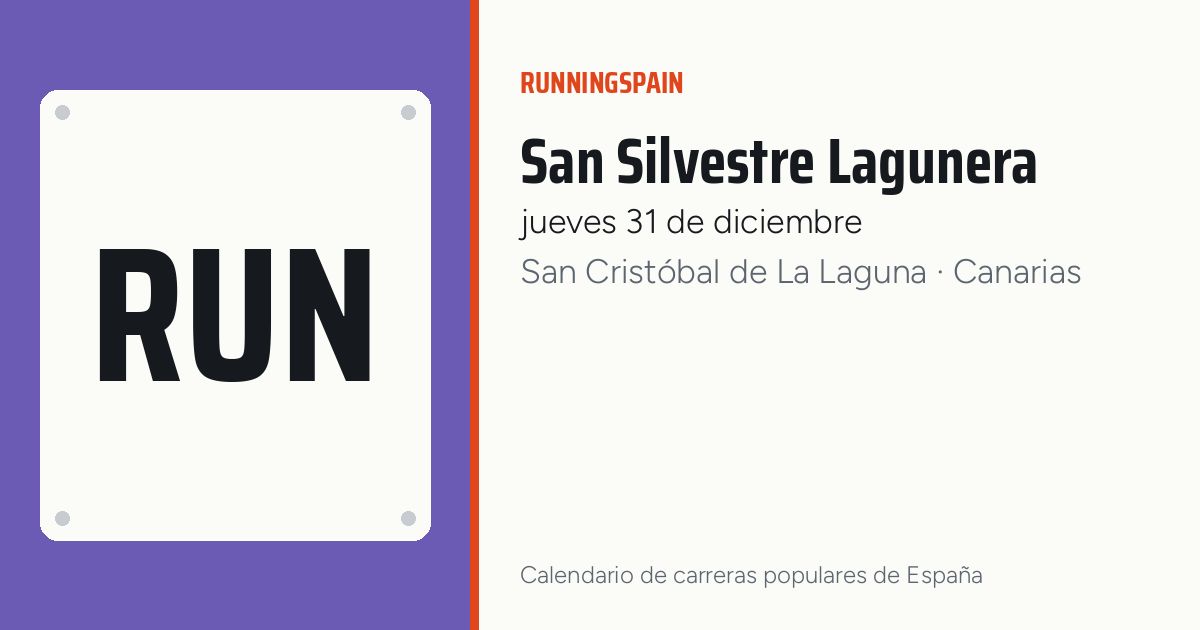 RUN
RUNNINGSPAIN
San Silvestre Lagunera
jueves 31 de diciembre
San Cristóbal de La Laguna · Canarias
Calendario de carreras populares de España